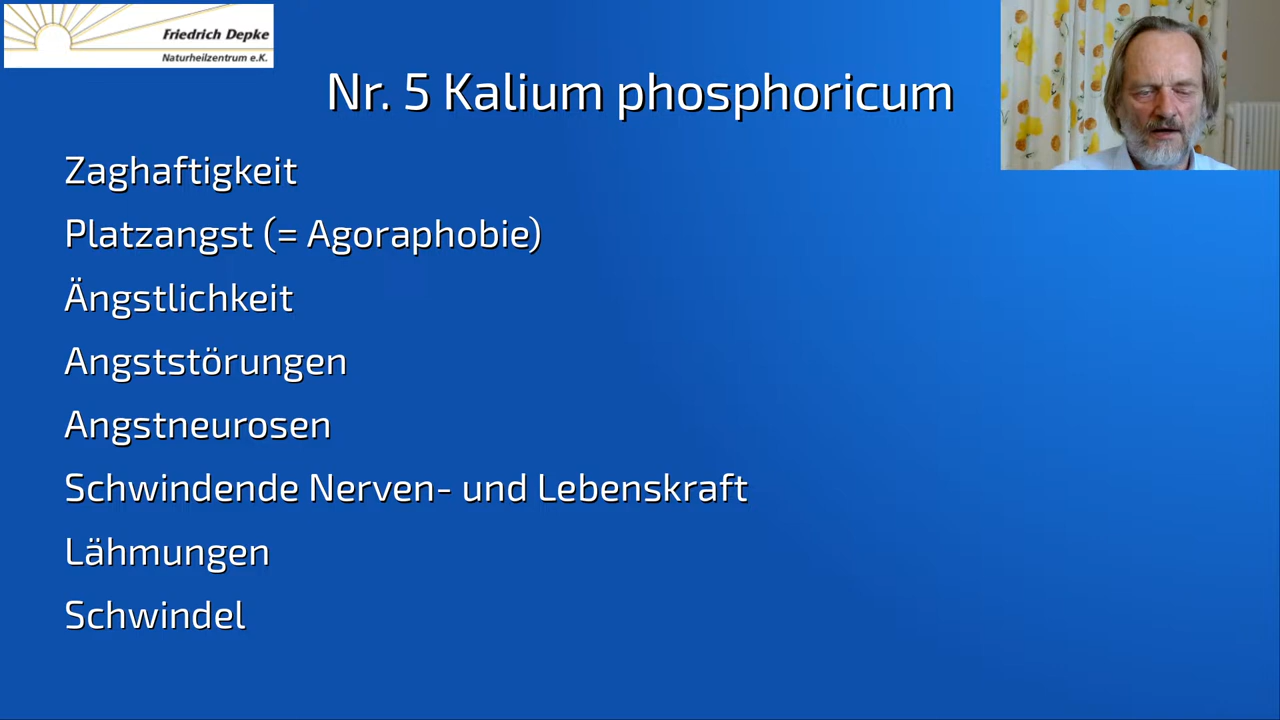 Friedrich Depke
Naturheilzentrum e.K.
Nr. 5 Kalium phosphoricum
Zaghaftigkeit
Platzangst (= Agoraphobie)
Ängstlichkeit
Angststörungen
Angstneurosen
Schwindende Nerven- und Lebenskraft
Lähmungen
Schwindel